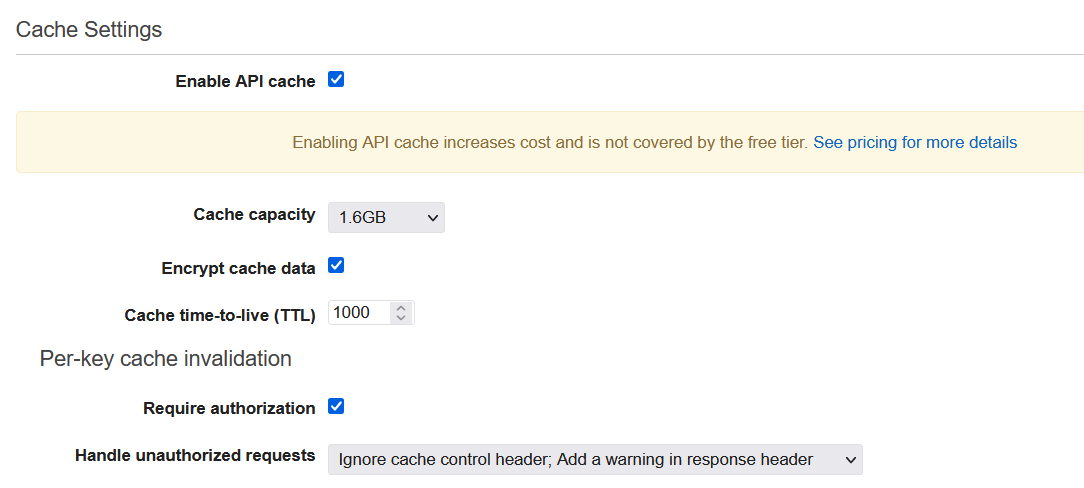 Cache Settings
Enable API cache
Enabling API cache increases cost and is not covered by the free tier. See pricing for more details
Cache capacity 1.6GB
Encrypt cache data
Cache time-to-live (TTL) 1000
Per-key cache invalidation
Require authorization
Handle unauthorized requests Ignore cache control header; Add a warning in response header